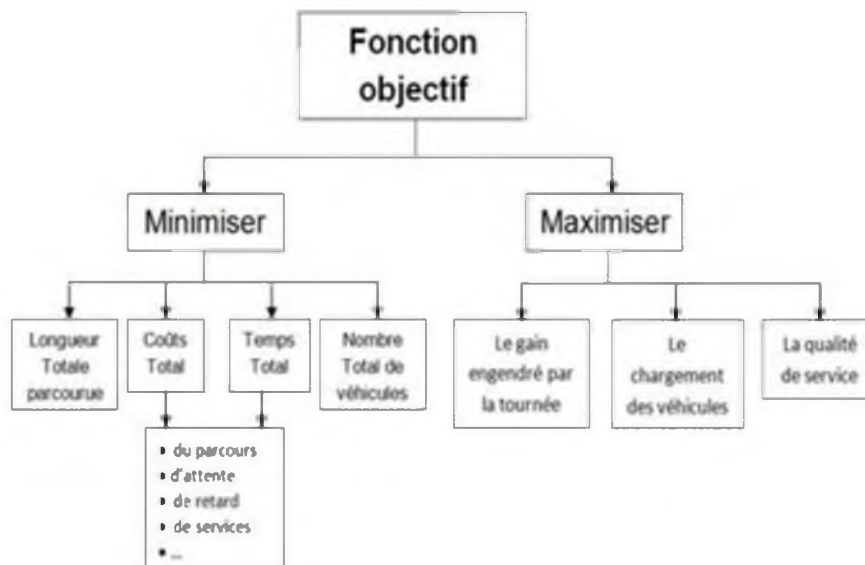 Fonction
objectif
Minimiser
Maximiser
Longueur
Totale
parcourue
Coûts
Total
Temps
Total
Nombre
Total de
véhicules
Le gain
engendré par
la tournée
Le
chargement
des véhicules
La qualité
de service
• du parcours
• d'attente
• de retard
• de services
• ...